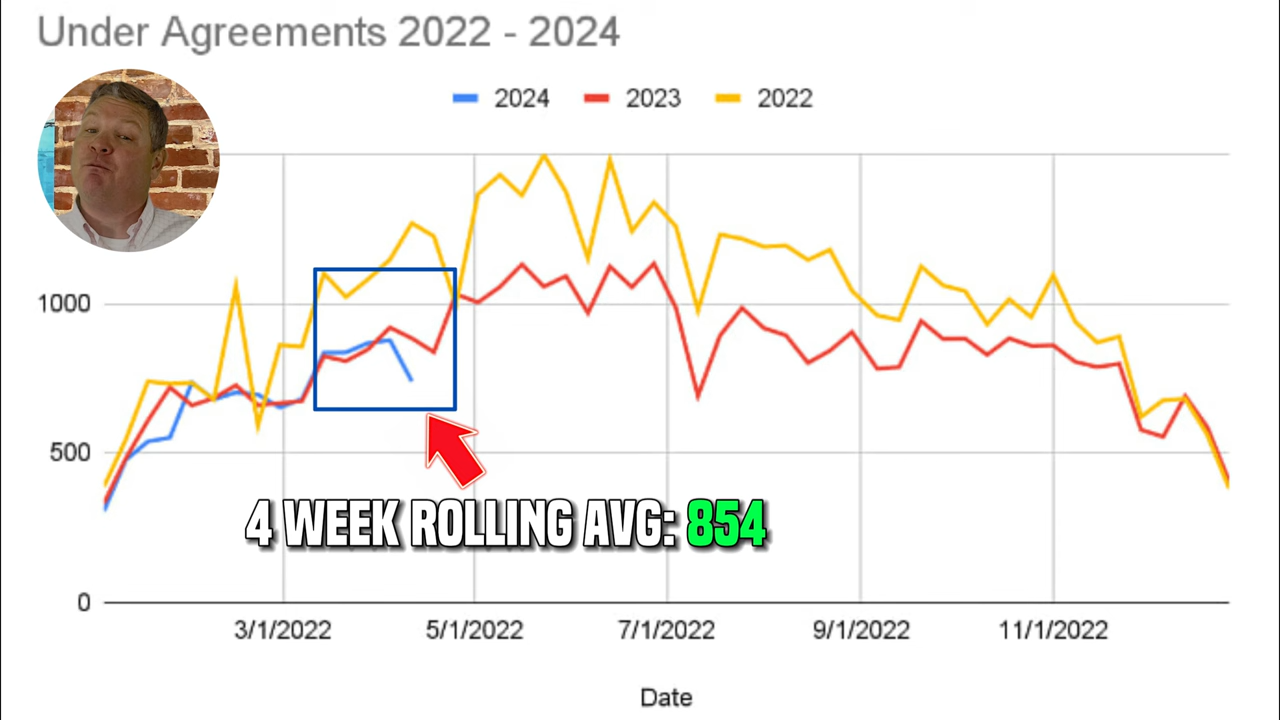 Under Agreements 2022 - 2024
2024 2023 2022
1000
500
4 WEEK ROLLING AVG: 854
0
3/1/2022 5/1/2022 7/1/2022 9/1/2022 11/1/2022
Date